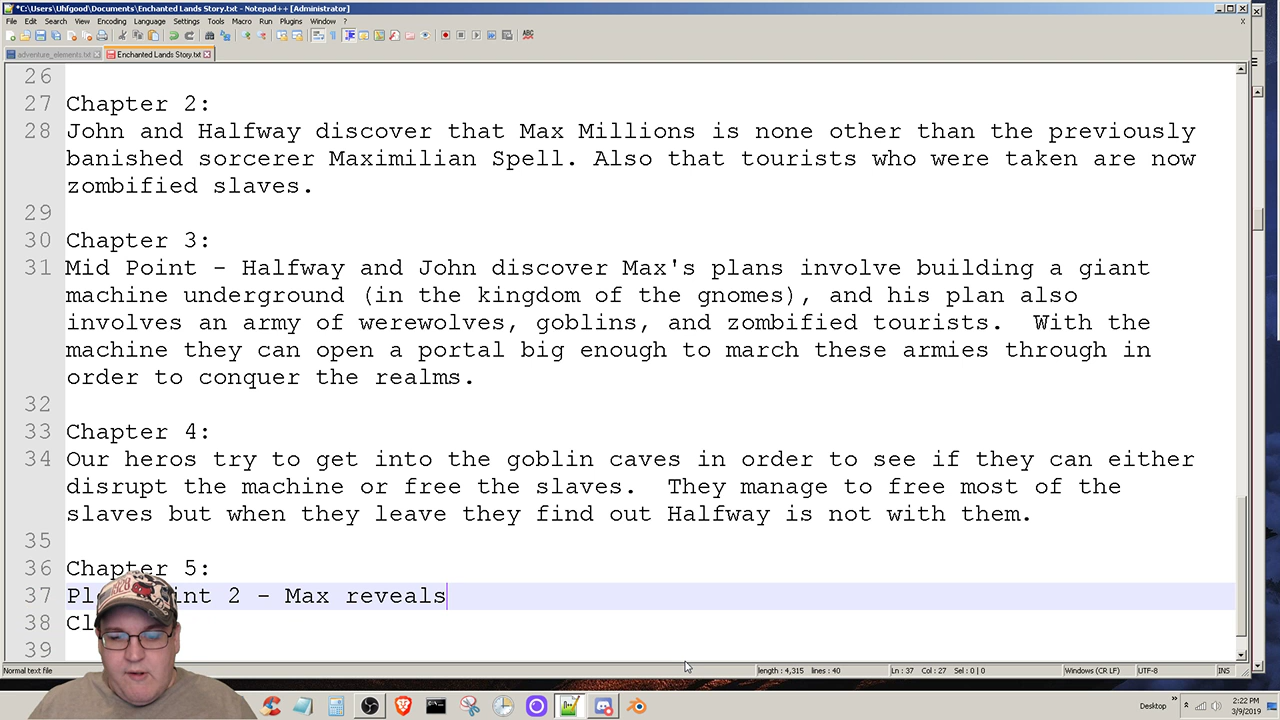 *C:\Users\Uhfgood\Documents\Enchanted Lands Story.txt - Notepad++ [Administrator]
File Edit Search View Encoding Language Settings Tools Macro Run Plugins Window ?
adventure_elements.txt Enchanted Lands Story.txt
26
27 Chapter 2:
28 John and Halfway discover that Max Millions is none other than the previously
banished sorcerer Maximilian Spell. Also that tourists who were taken are now
zombified slaves.
29
30 Chapter 3:
31 Mid Point - Halfway and John discover Max's plans involve building a giant
machine underground (in the kingdom of the gnomes), and his plan also
involves an army of werewolves, goblins, and zombified tourists.  With the
machine they can open a portal big enough to march these armies through in
order to conquer the realms.
32
33 Chapter 4:
34 Our heros try to get into the goblin caves in order to see if they can either
disrupt the machine or free the slaves.  They manage to free most of the
slaves but when they leave they find out Halfway is not with them.
35
36 Chapter 5:
37 Pl int 2 - Max reveals
38 Cl
39
Normal text file length : 4,315 lines : 40 Ln : 37 Col : 27 Sel : 0 | 0 Windows (CR LF) UTF-8 INS
Desktop 2:22 PM
3/9/2019